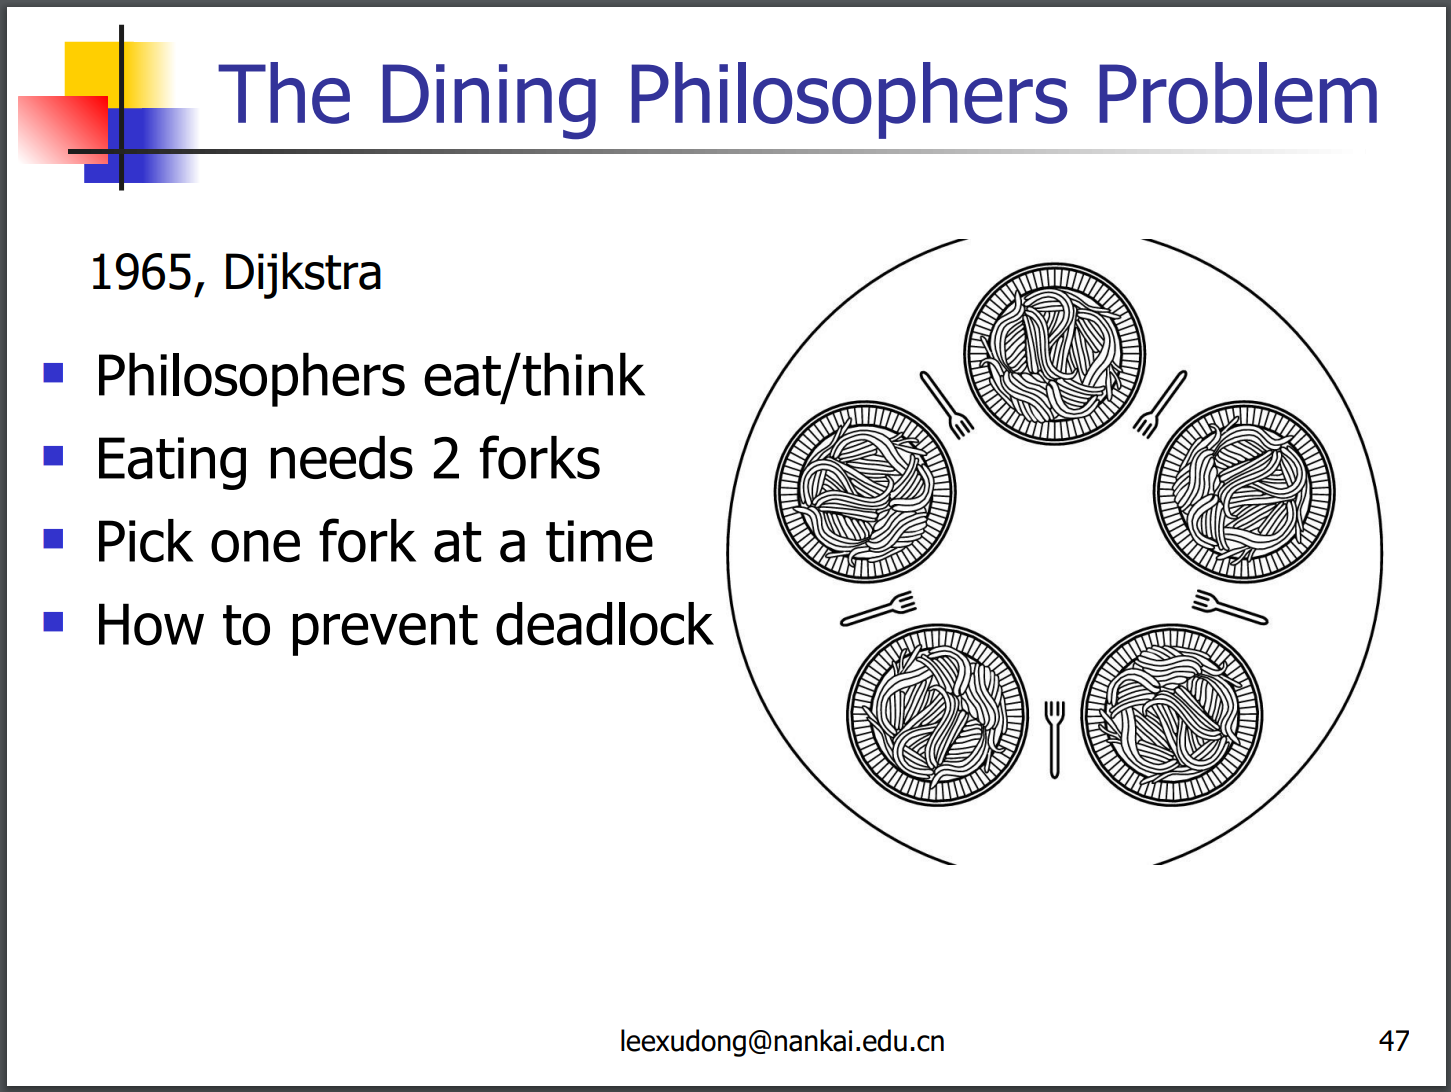 The Dining Philosophers Problem
1965, Dijkstra
Philosophers eat/think
Eating needs 2 forks
Pick one fork at a time
How to prevent deadlock
leexudong@nankai.edu.cn
47